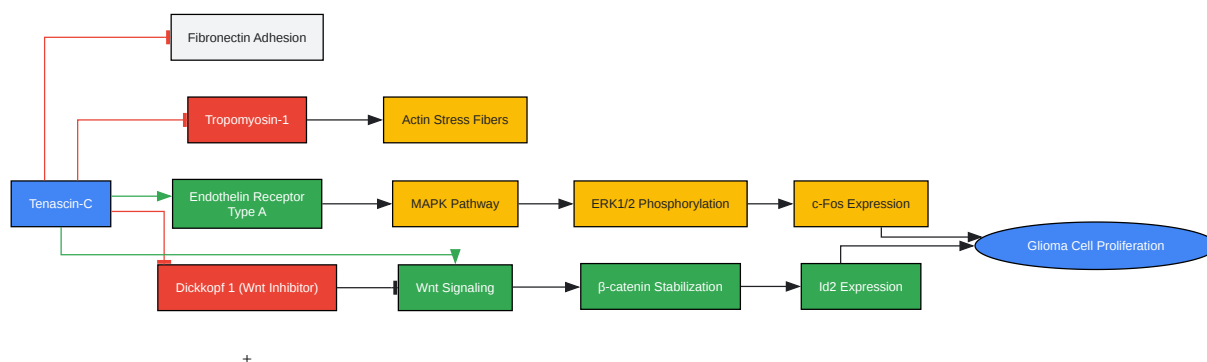 Fibronectin Adhesion
Tropomyosin-1
Actin Stress Fibers
Tenascin-C
Endothelin Receptor
Type A
MAPK Pathway
ERK1/2 Phosphorylation
c-Fos Expression
Glioma Cell Proliferation
Dickkopf 1 (Wnt Inhibitor)
Wnt Signaling
β-catenin Stabilization
Id2 Expression
+